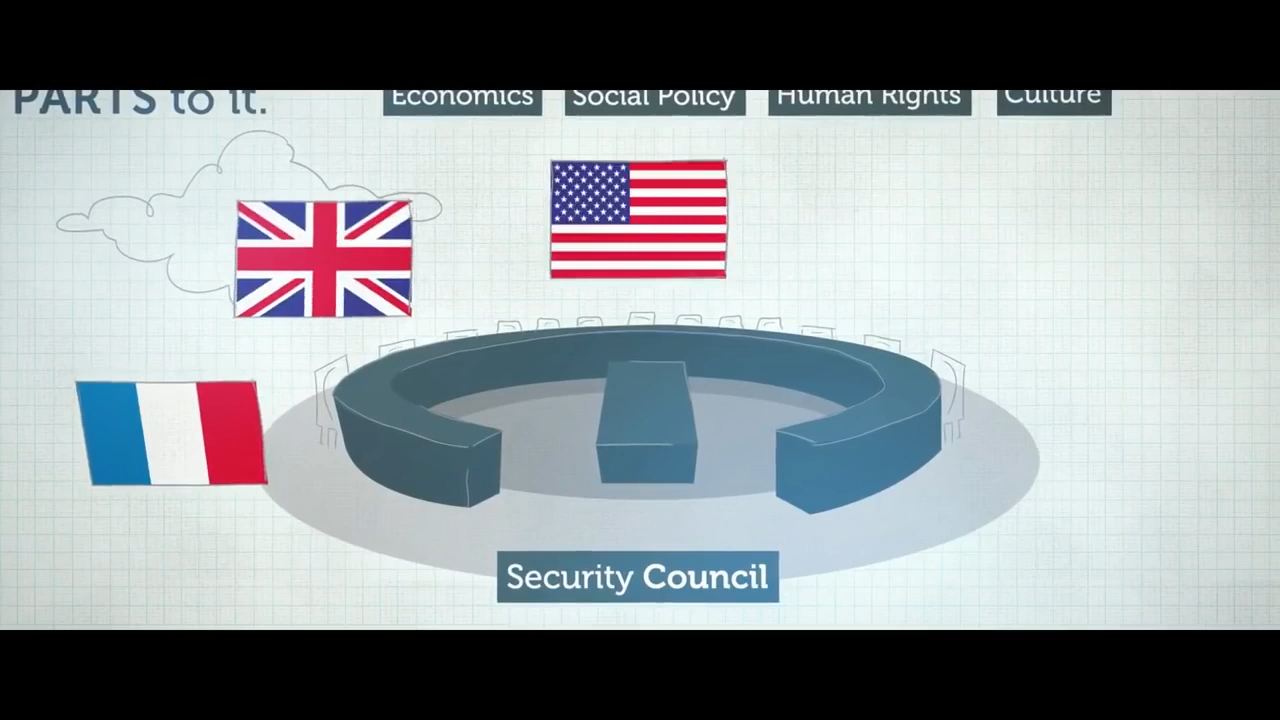 PARTS to it.
Economics
Social Policy
Human Rights
Culture
Security Council